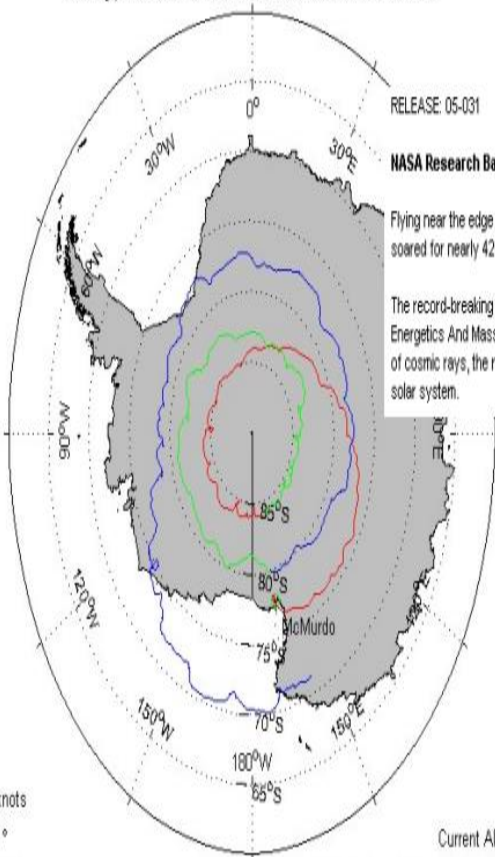 0°
30°W
30°E
RELEASE: 05-031
NASA Research Ba
Flying near the edge
soared for nearly 42
The record-breaking
Energetics And Mass
of cosmic rays, the r
solar system.
60°W
90°W
0°E
85°S
80°S
McMurdo
75°S
120°W
150°W
70°S
150°E
180°W
65°S
knots
°
Current Al